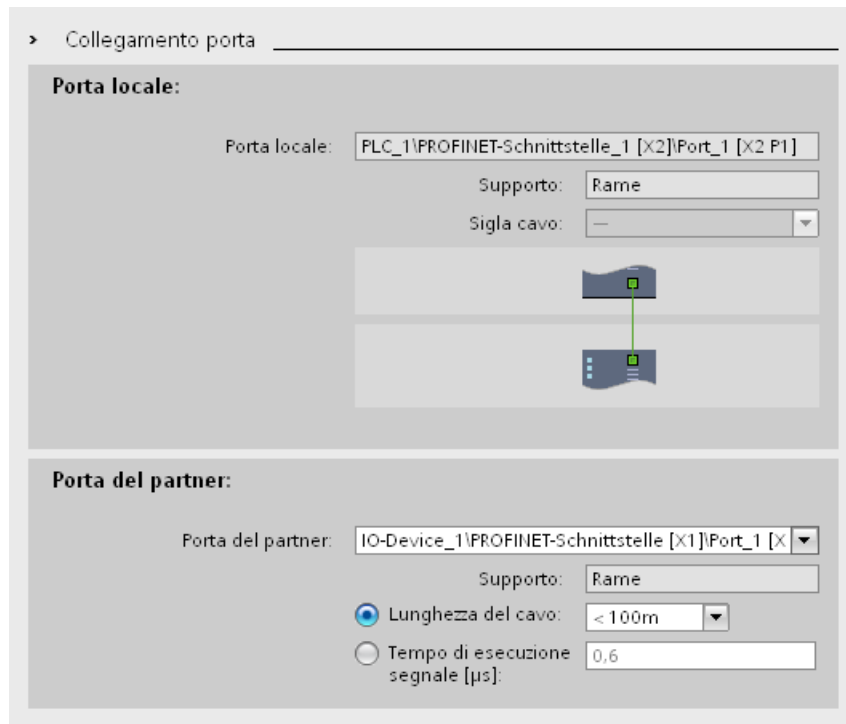 Collegamento porta
Porta locale:
Porta locale: PLC_1\PROFINET-Schnittstelle_1 [X2]\Port_1 [X2 P1]
Supporto: Rame
Sigla cavo: —
Porta del partner:
Porta del partner: IO-Device_1\PROFINET-Schnittstelle [X1]\Port_1 [X
Supporto: Rame
Lunghezza del cavo: < 100m
Tempo di esecuzione 0,6
segnale [µs]: